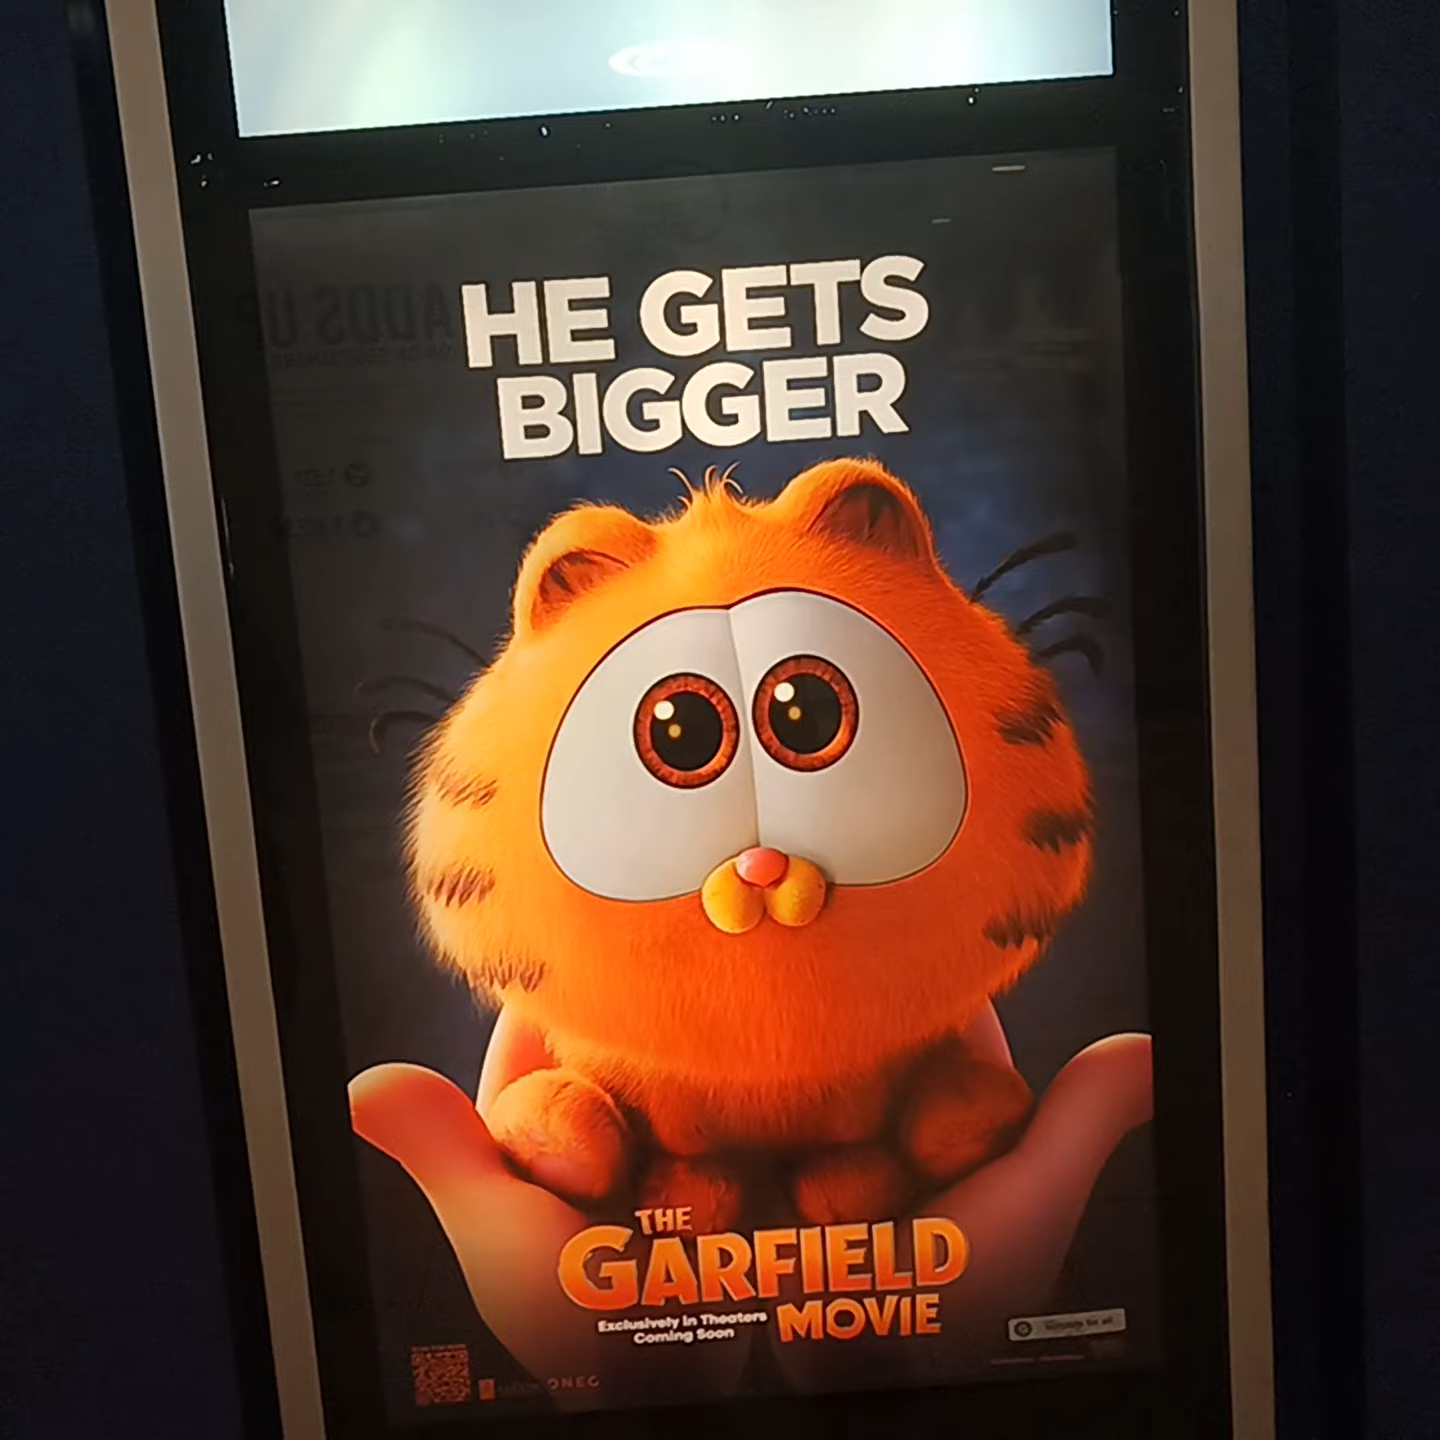 HE GETS
BIGGER
THE
GARFIELD
MOVIE
Exclusively In Theaters
Coming Soon